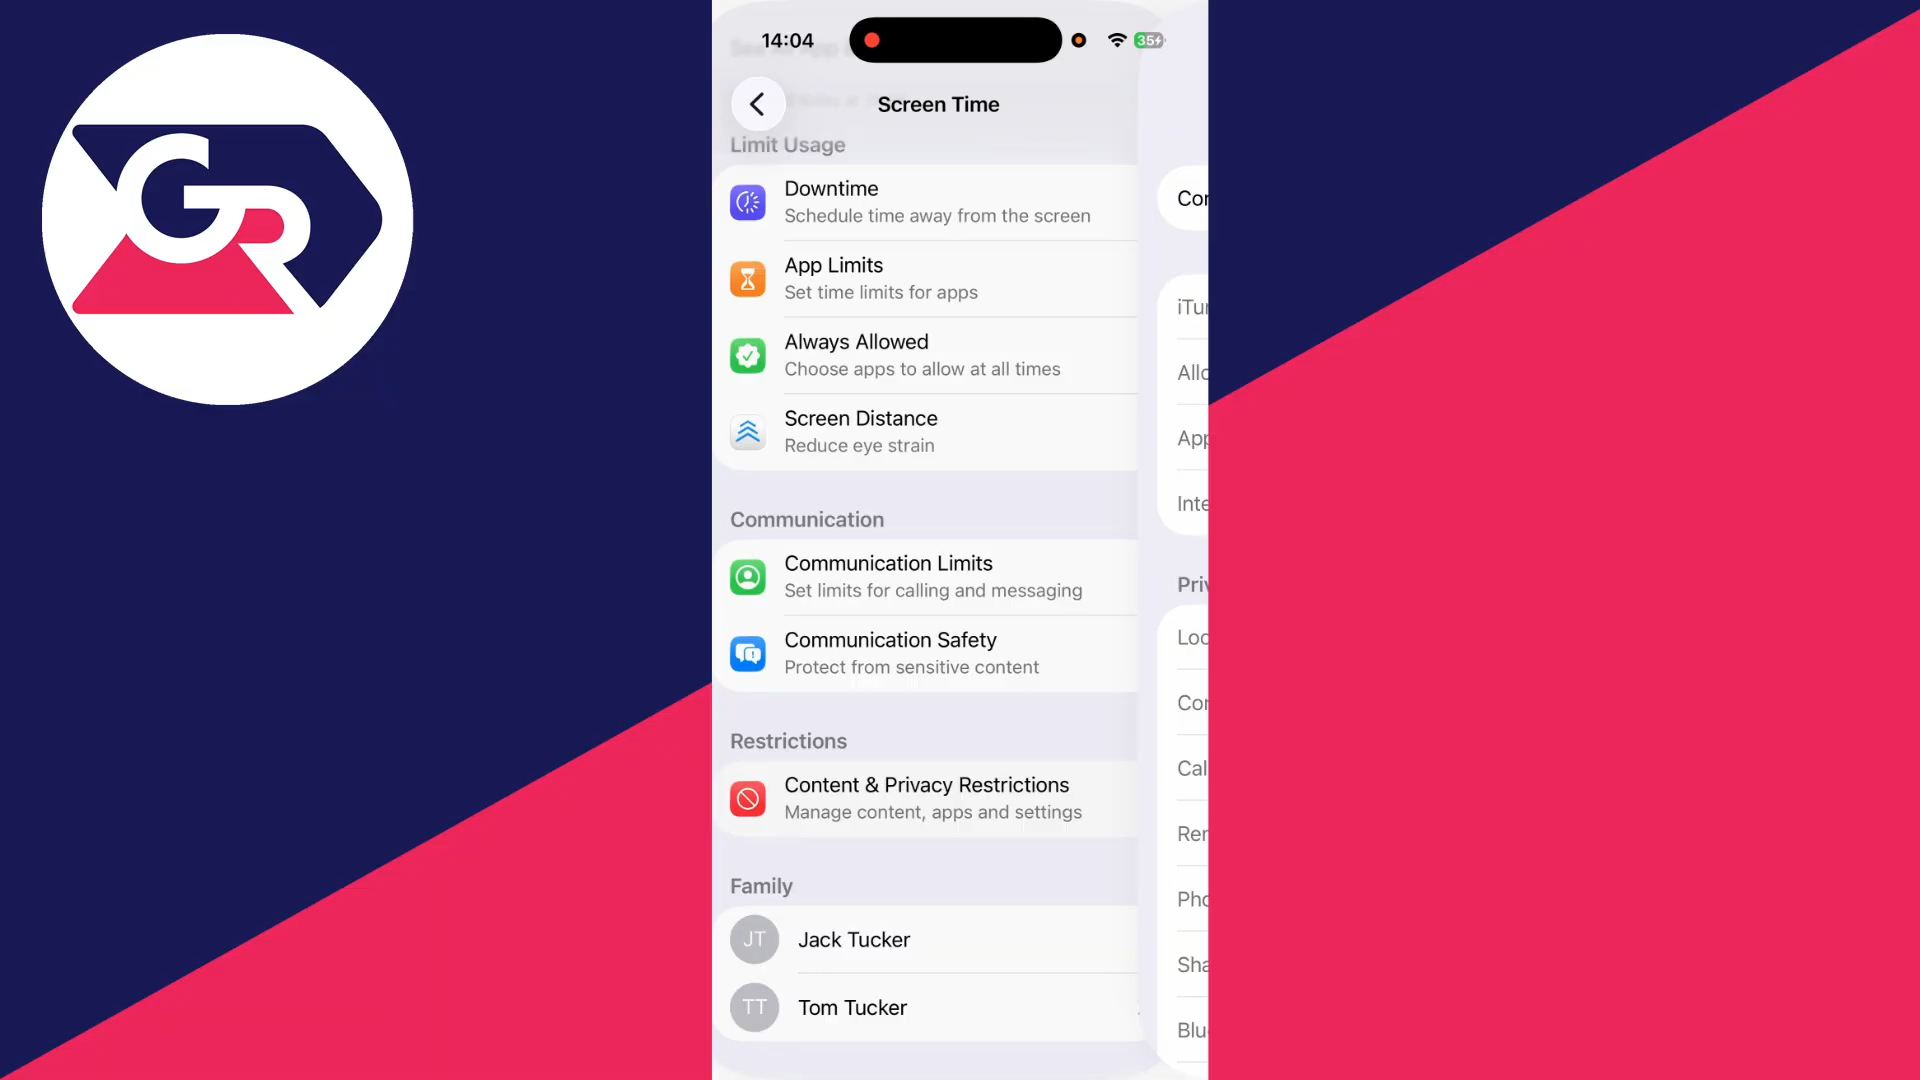 GR
14:04
35
Screen Time
Limit Usage
Downtime
Schedule time away from the screen
App Limits
Set time limits for apps
Always Allowed
Choose apps to allow at all times
Screen Distance
Reduce eye strain
Communication
Communication Limits
Set limits for calling and messaging
Communication Safety
Protect from sensitive content
Restrictions
Content & Privacy Restrictions
Manage content, apps and settings
Family
JT
Jack Tucker
TT
Tom Tucker
Cor
iTu
Allo
App
Inte
Priv
Loc
Cor
Cal
Rer
Pho
Sha
Blu